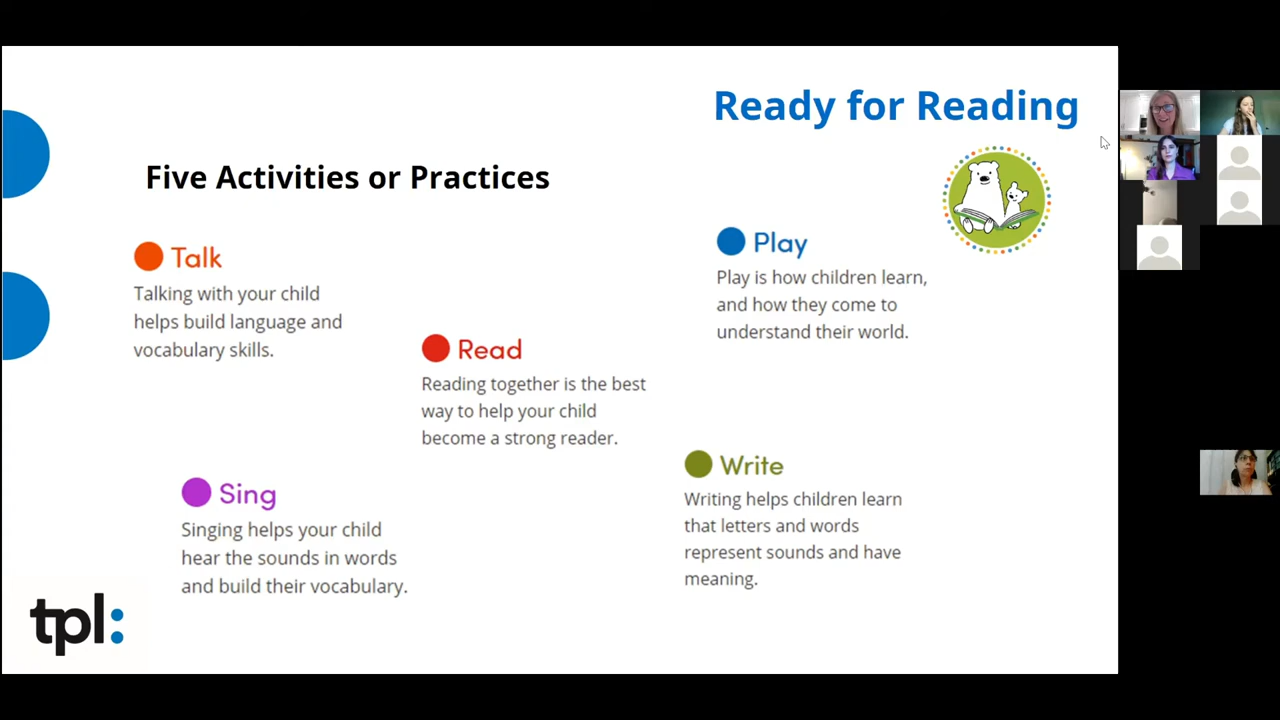 Ready for Reading
Five Activities or Practices
Talk
Talking with your child
helps build language and
vocabulary skills.
Read
Reading together is the best
way to help your child
become a strong reader.
Sing
Singing helps your child
hear the sounds in words
and build their vocabulary.
Play
Play is how children learn,
and how they come to
understand their world.
Write
Writing helps children learn
that letters and words
represent sounds and have
meaning.
tpl: